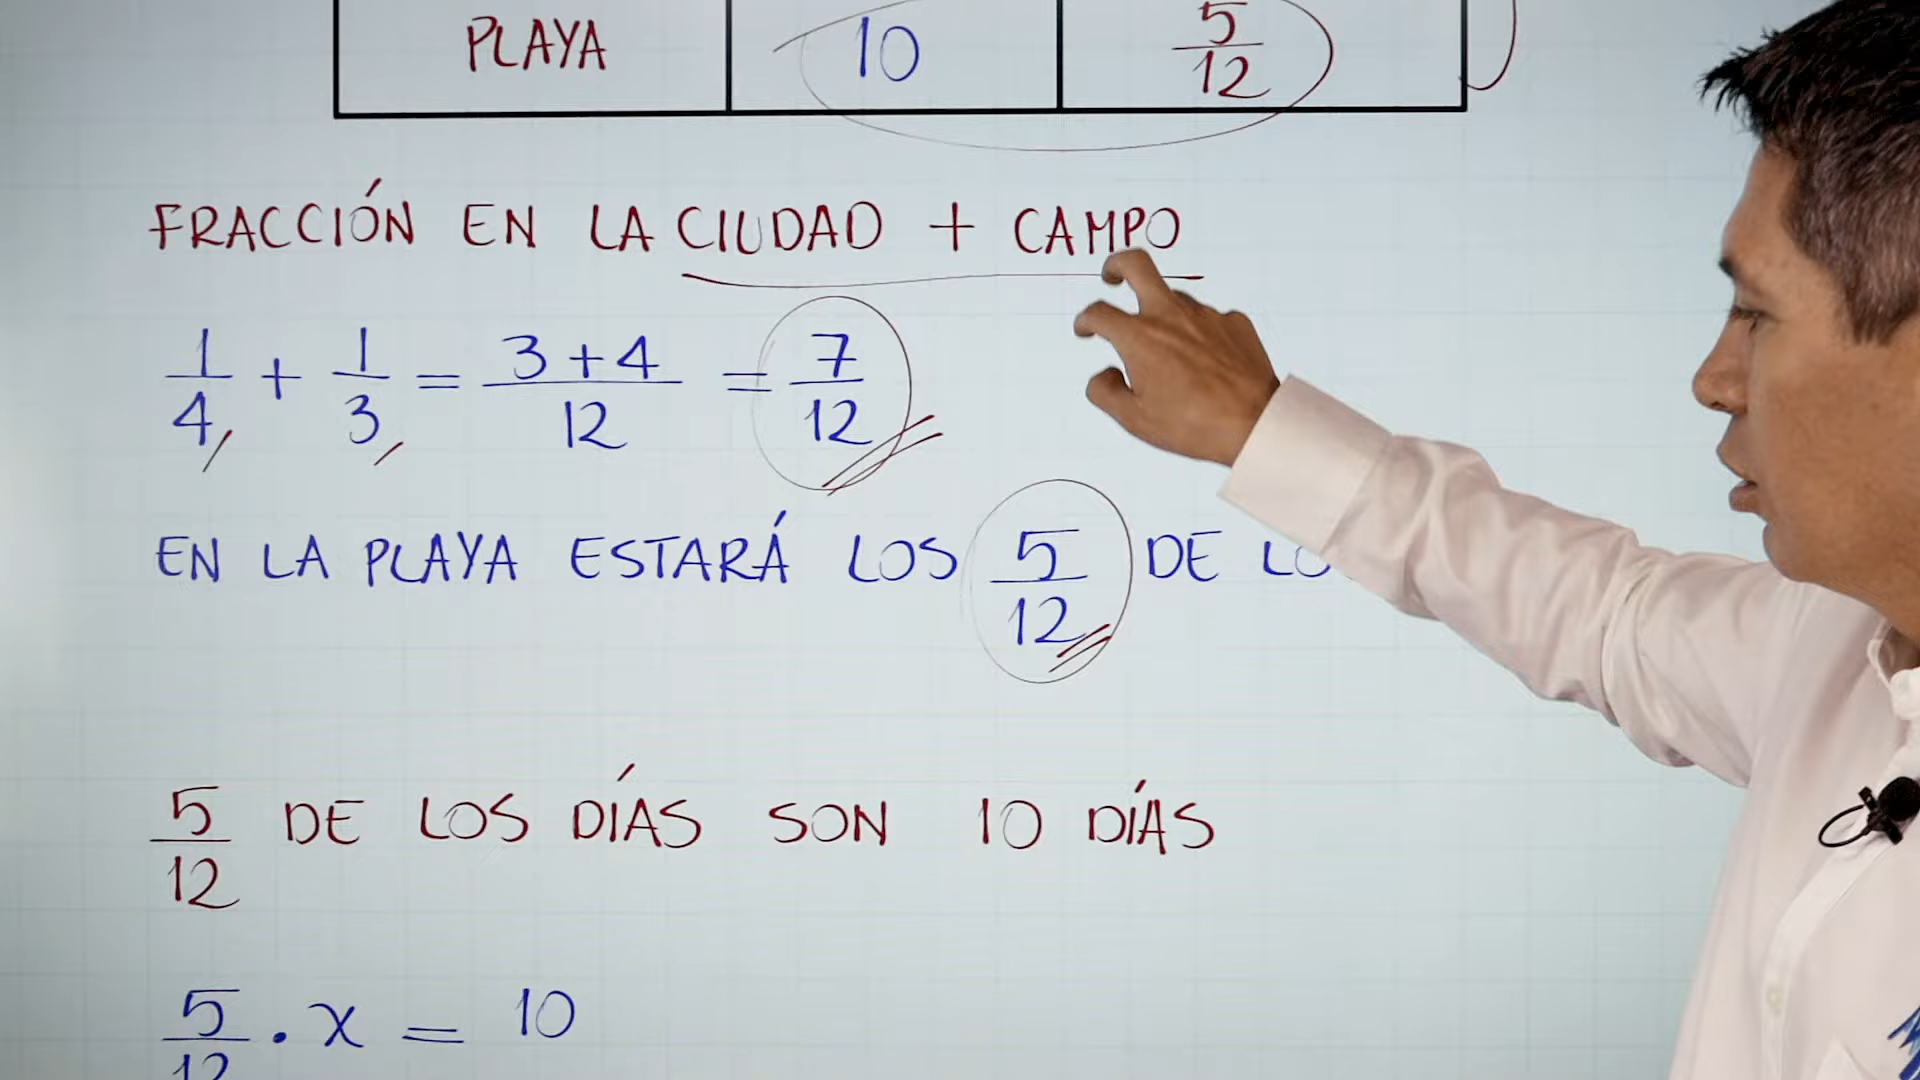 PLAYA 10 5/12
FRACCIÓN EN LA CIUDAD + CAMPO
1/4 + 1/3 = 3+4/12 = 7/12
EN LA PLAYA ESTARÁ LOS 5/12 DE
5/12 DE LOS DÍAS SON 10 DÍAS
5/12 . x = 10